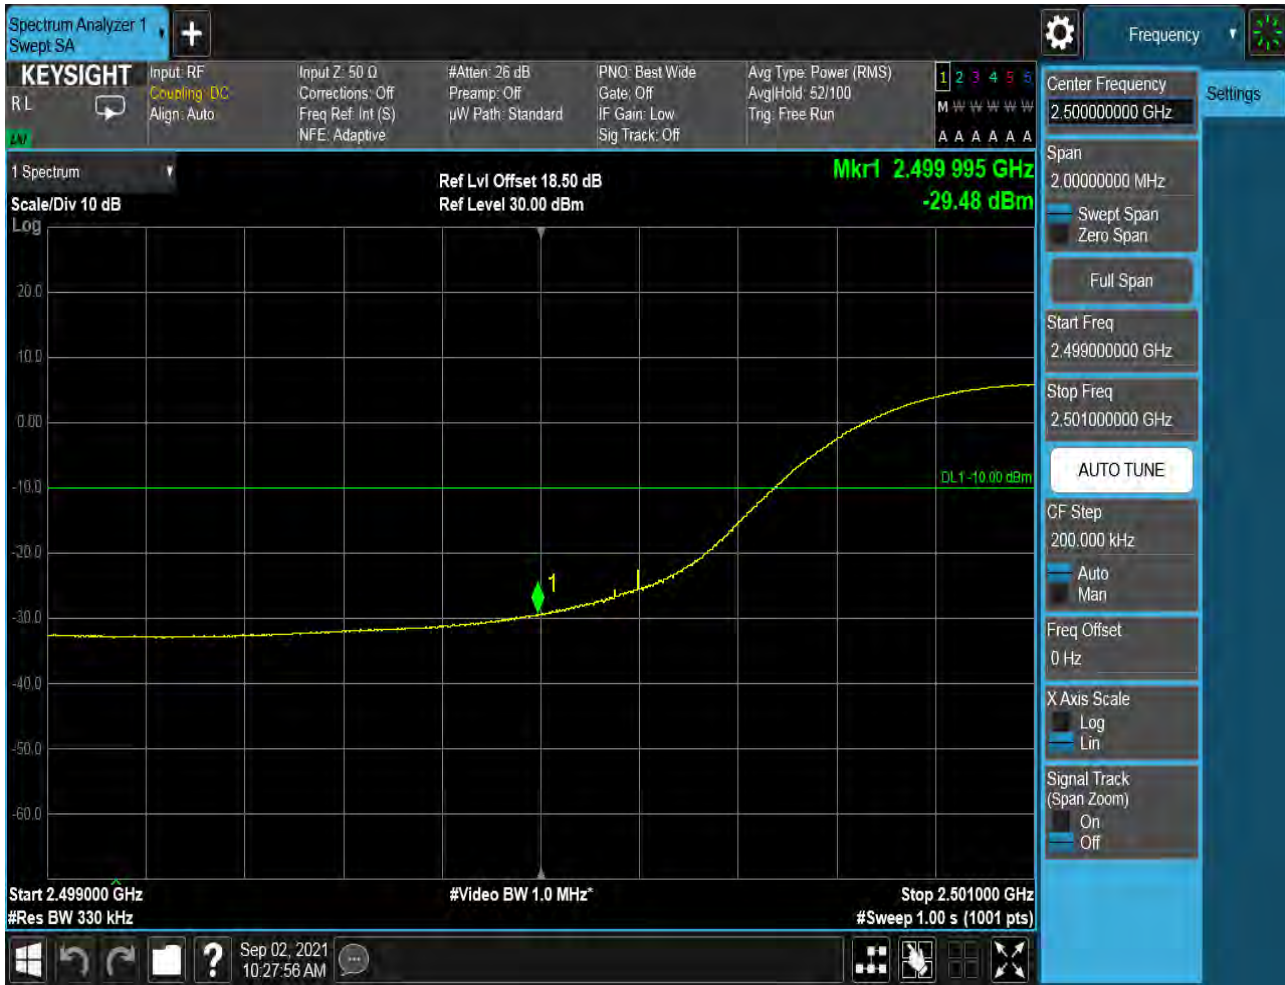 Spectrum Analyzer 1
Swept SA
Frequency
KEYSIGHT
R L
Input: RF
Coupling: DC
Align: Auto
Input Z: 50 Ω
Corrections: Off
Freq Ref: Int (S)
NFE: Adaptive
#Atten: 26 dB
Preamp: Off
µW Path: Standard
PNO: Best Wide
Gate: Off
IF Gain: Low
Sig Track: Off
Avg Type: Power (RMS)
Avg|Hold: 52/100
Trig: Free Run
1 2 3 4 5 6
M W W W W W
A A A A A A
1 Spectrum
Scale/Div 10 dB
Log
Ref Lvl Offset 18.50 dB
Ref Level 30.00 dBm
Mkr1 2.499 995 GHz
-29.48 dBm
20.0
10.0
0.00
-10.0
-20.0
-30.0
-40.0
-50.0
-60.0
DL1 -10.00 dBm
1
Start 2.499000 GHz
#Res BW 330 kHz
#Video BW 1.0 MHz*
Stop 2.501000 GHz
#Sweep 1.00 s (1001 pts)
Sep 02, 2021
10:27:56 AM
Center Frequency
2.500000000 GHz
Settings
Span
2.00000000 MHz
Swept Span
Zero Span
Full Span
Start Freq
2.499000000 GHz
Stop Freq
2.501000000 GHz
AUTO TUNE
CF Step
200.000 kHz
Auto
Man
Freq Offset
0 Hz
X Axis Scale
Log
Lin
Signal Track
(Span Zoom)
On
Off